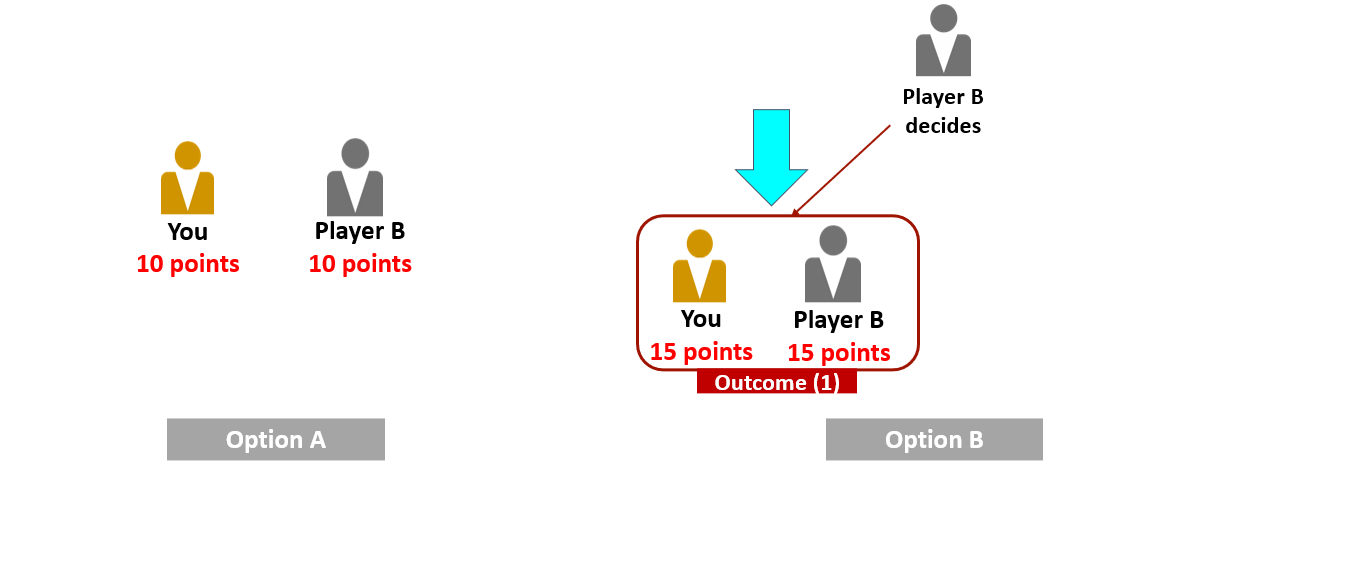 Player B
decides
You
10 points
Player B
10 points
You
15 points
Player B
15 points
Outcome (1)
Option A
Option B